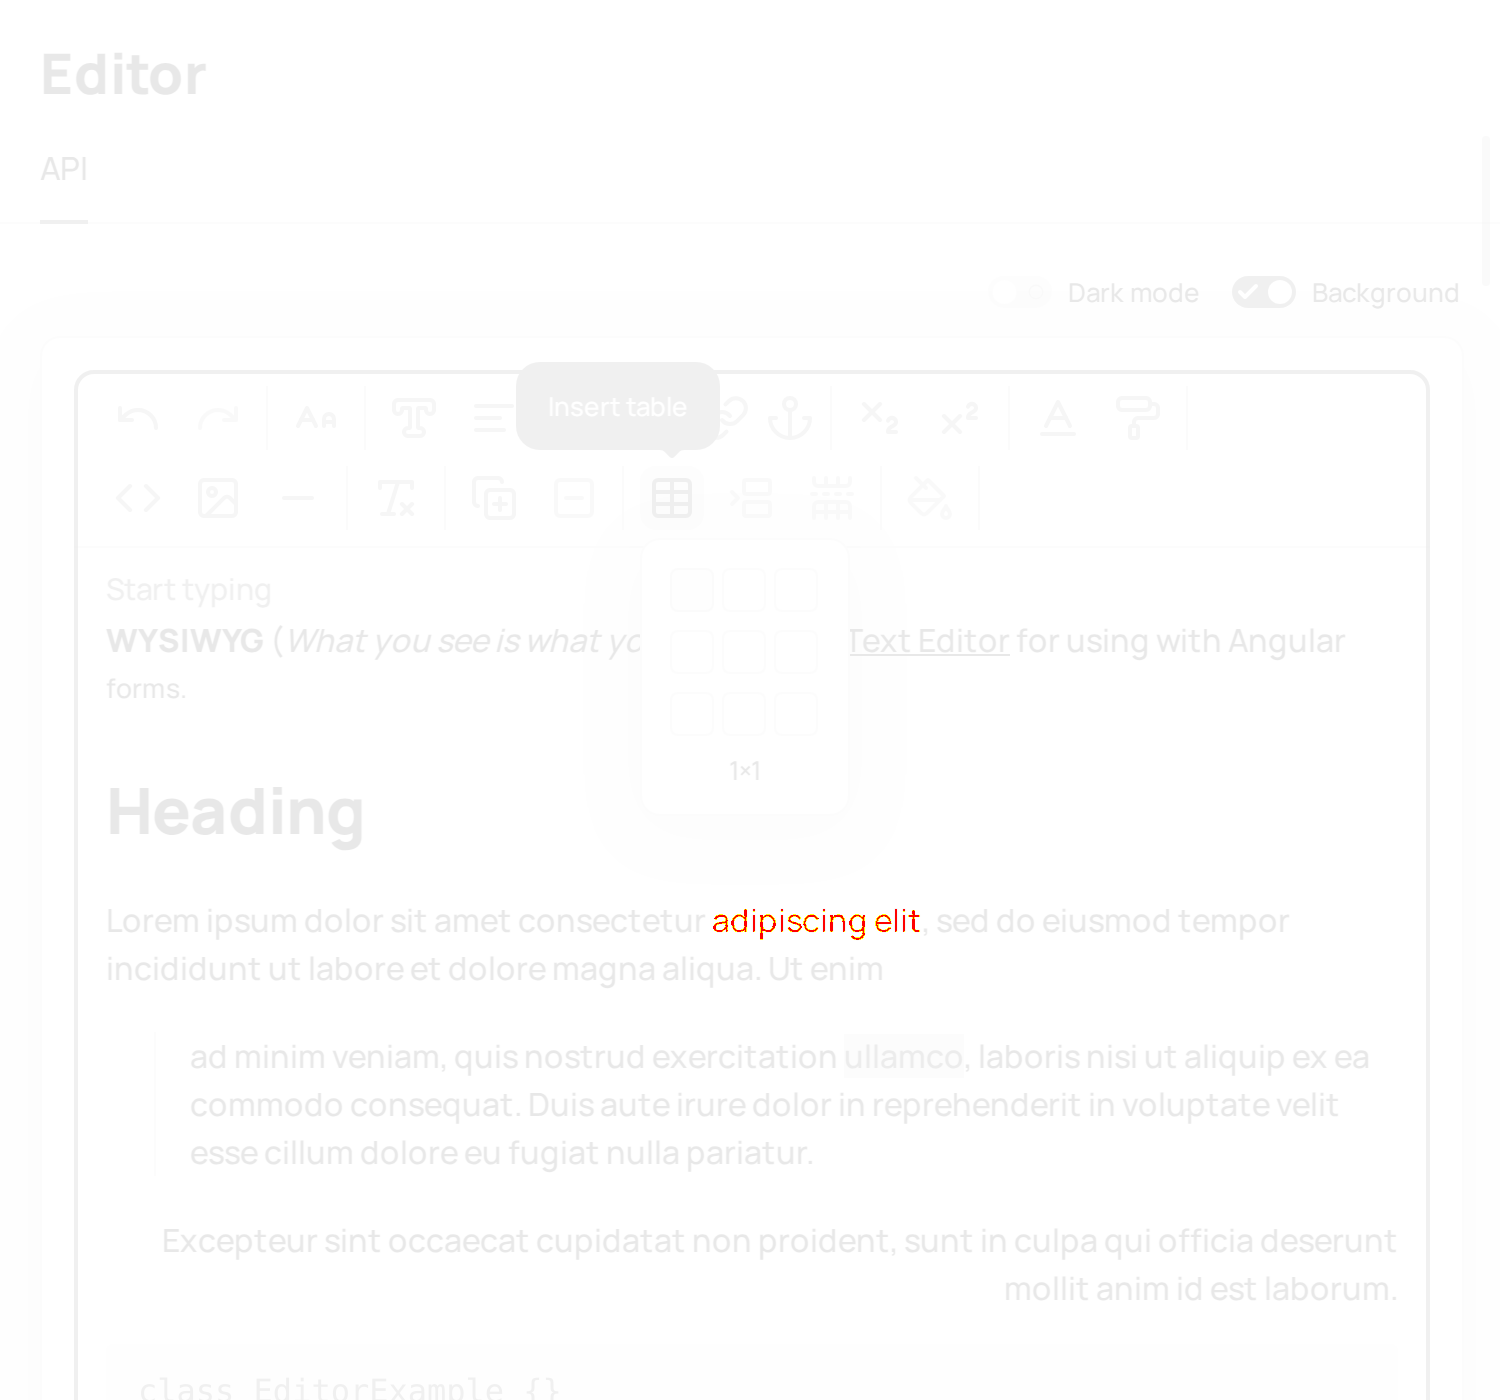 Editor
API
Dark mode
Background
Insert table
Start typing
WYSIWYG (What you see is what yo
Text Editor for using with Angular
forms.
1×1
Heading
Lorem ipsum dolor sit amet consectetur adipiscing elit, sed do eiusmod tempor
incididunt ut labore et dolore magna aliqua. Ut enim
ad minim veniam, quis nostrud exercitation ullamco, laboris nisi ut aliquip ex ea
commodo consequat. Duis aute irure dolor in reprehenderit in voluptate velit
esse cillum dolore eu fugiat nulla pariatur.
Excepteur sint occaecat cupidatat non proident, sunt in culpa qui officia deserunt
mollit anim id est laborum.
class EditorExample {}